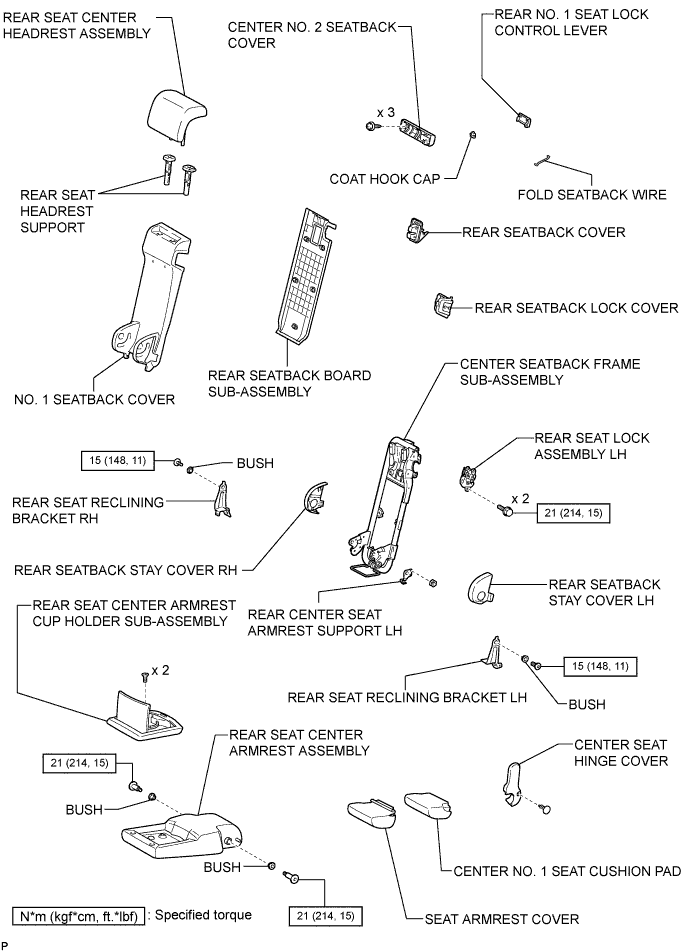 REAR SEAT CENTER
HEADREST ASSEMBLY
CENTER NO. 2 SEATBACK
COVER
REAR NO. 1 SEAT LOCK
CONTROL LEVER
x 3
COAT HOOK CAP
FOLD SEATBACK WIRE
REAR SEAT
HEADREST
SUPPORT
REAR SEATBACK COVER
REAR SEATBACK LOCK COVER
NO. 1 SEATBACK COVER
REAR SEATBACK BOARD
SUB-ASSEMBLY
CENTER SEATBACK FRAME
SUB-ASSEMBLY
REAR SEAT LOCK
ASSEMBLY LH
15 (148, 11)
BUSH
x 2
21 (214, 15)
REAR SEAT RECLINING
BRACKET RH
REAR SEATBACK STAY COVER RH
REAR SEATBACK
STAY COVER LH
REAR CENTER SEAT
ARMREST SUPPORT LH
REAR SEAT CENTER ARMREST
CUP HOLDER SUB-ASSEMBLY
x 2
15 (148, 11)
BUSH
REAR SEAT RECLINING BRACKET LH
REAR SEAT CENTER
ARMREST ASSEMBLY
CENTER SEAT
HINGE COVER
21 (214, 15)
BUSH
BUSH
CENTER NO. 1 SEAT CUSHION PAD
N*m (kgf*cm, ft.*lbf) : Specified torque
21 (214, 15)
SEAT ARMREST COVER
P